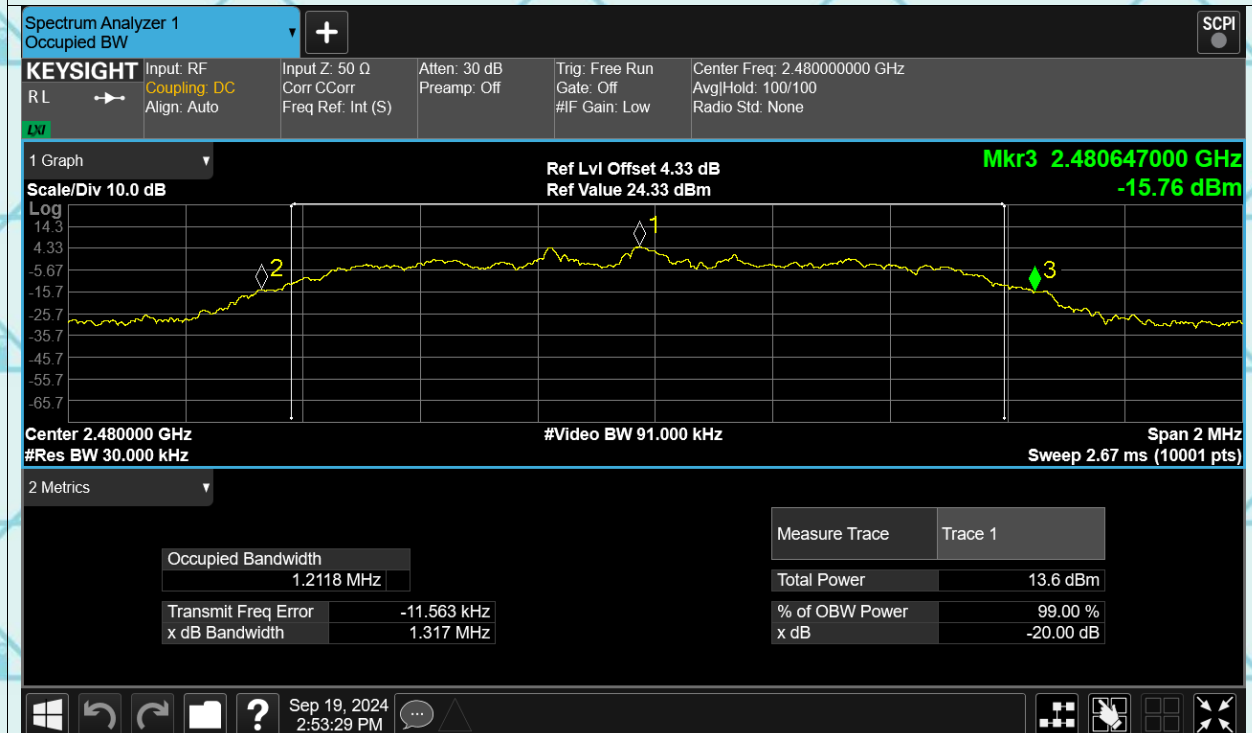 Spectrum Analyzer 1
Occupied BW
+
SCPI
KEYSIGHT
RL
LXI
Input: RF
Coupling: DC
Align: Auto
Input Z: 50 Ω
Corr CCorr
Freq Ref: Int (S)
Atten: 30 dB
Preamp: Off
Trig: Free Run
Gate: Off
#IF Gain: Low
Center Freq: 2.480000000 GHz
Avg|Hold: 100/100
Radio Std: None
1 Graph
Scale/Div 10.0 dB
Ref Lvl Offset 4.33 dB
Ref Value 24.33 dBm
Mkr3 2.480647000 GHz
-15.76 dBm
Log
14.3
4.33
-5.67
-15.7
-25.7
-35.7
-45.7
-55.7
-65.7
1
2
3
Center 2.480000 GHz
#Video BW 91.000 kHz
Span 2 MHz
#Res BW 30.000 kHz
Sweep 2.67 ms (10001 pts)
2 Metrics
Occupied Bandwidth
1.2118 MHz
Transmit Freq Error -11.563 kHz
x dB Bandwidth 1.317 MHz
Measure Trace Trace 1
Total Power 13.6 dBm
% of OBW Power 99.00 %
x dB -20.00 dB
?
Sep 19, 2024
2:53:29 PM